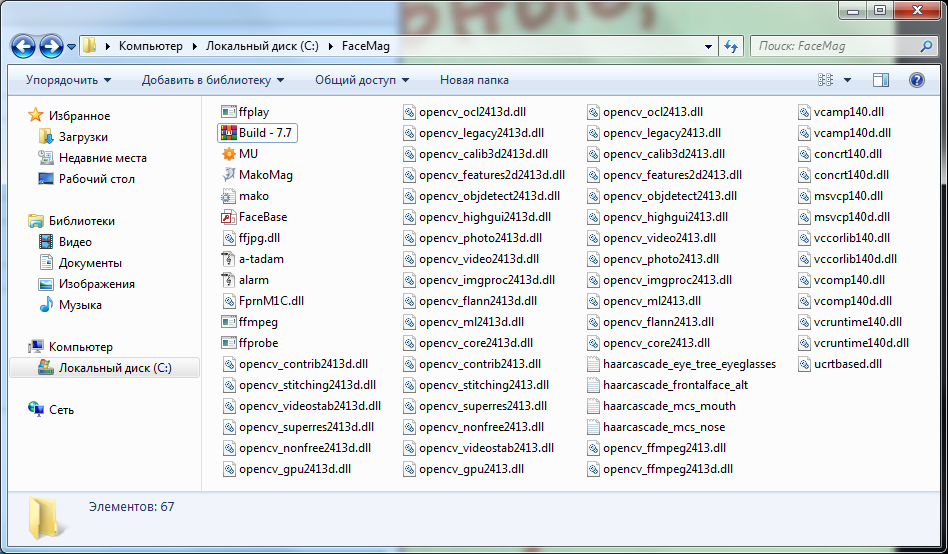 Компьютер
Локальный диск (C:)
FaceMag
Поиск: FaceMag
Упорядочить
Добавить в библиотеку
Общий доступ
Новая папка
Избранное
Загрузки
Недавние места
Рабочий стол
Библиотеки
Видео
Документы
Изображения
Музыка
Компьютер
Локальный диск (C:)
Сеть
ffplay
Build - 7.7
MU
MakoMag
mako
FaceBase
ffjpg.dll
a-tadam
alarm
FprnM1C.dll
ffmpeg
ffprobe
opencv_contrib2413d.dll
opencv_stitching2413d.dll
opencv_videostab2413d.dll
opencv_superres2413d.dll
opencv_nonfree2413d.dll
opencv_gpu2413d.dll
opencv_ocl2413d.dll
opencv_legacy2413d.dll
opencv_calib3d2413d.dll
opencv_features2d2413d.dll
opencv_objdetect2413d.dll
opencv_highgui2413d.dll
opencv_photo2413d.dll
opencv_video2413d.dll
opencv_imgproc2413d.dll
opencv_flann2413d.dll
opencv_ml2413d.dll
opencv_core2413d.dll
opencv_contrib2413.dll
opencv_stitching2413.dll
opencv_superres2413.dll
opencv_nonfree2413.dll
opencv_videostab2413.dll
opencv_gpu2413.dll
opencv_ocl2413.dll
opencv_legacy2413.dll
opencv_calib3d2413.dll
opencv_features2d2413.dll
opencv_objdetect2413.dll
opencv_highgui2413.dll
opencv_video2413.dll
opencv_photo2413.dll
opencv_imgproc2413.dll
opencv_ml2413.dll
opencv_flann2413.dll
opencv_core2413.dll
haarcascade_eye_tree_eyeglasses
haarcascade_frontalface_alt
haarcascade_mcs_mouth
haarcascade_mcs_nose
opencv_ffmpeg2413.dll
opencv_ffmpeg2413d.dll
vcamp140.dll
vcamp140d.dll
concrt140.dll
concrt140d.dll
msvcp140.dll
msvcp140d.dll
vccorlib140.dll
vccorlib140d.dll
vcomp140.dll
vcomp140d.dll
vcruntime140.dll
vcruntime140d.dll
ucrtbased.dll
Элементов: 67